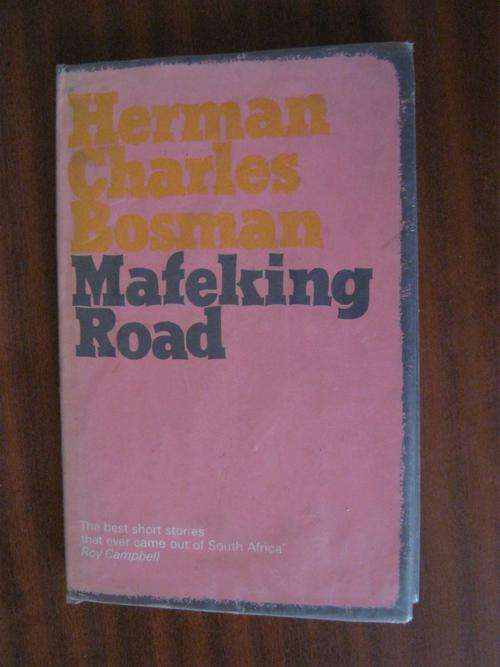 Herman
Charles
Bosman
Mafeking
Road
'The best short stories
that ever came out of South Africa'
Roy Campbell